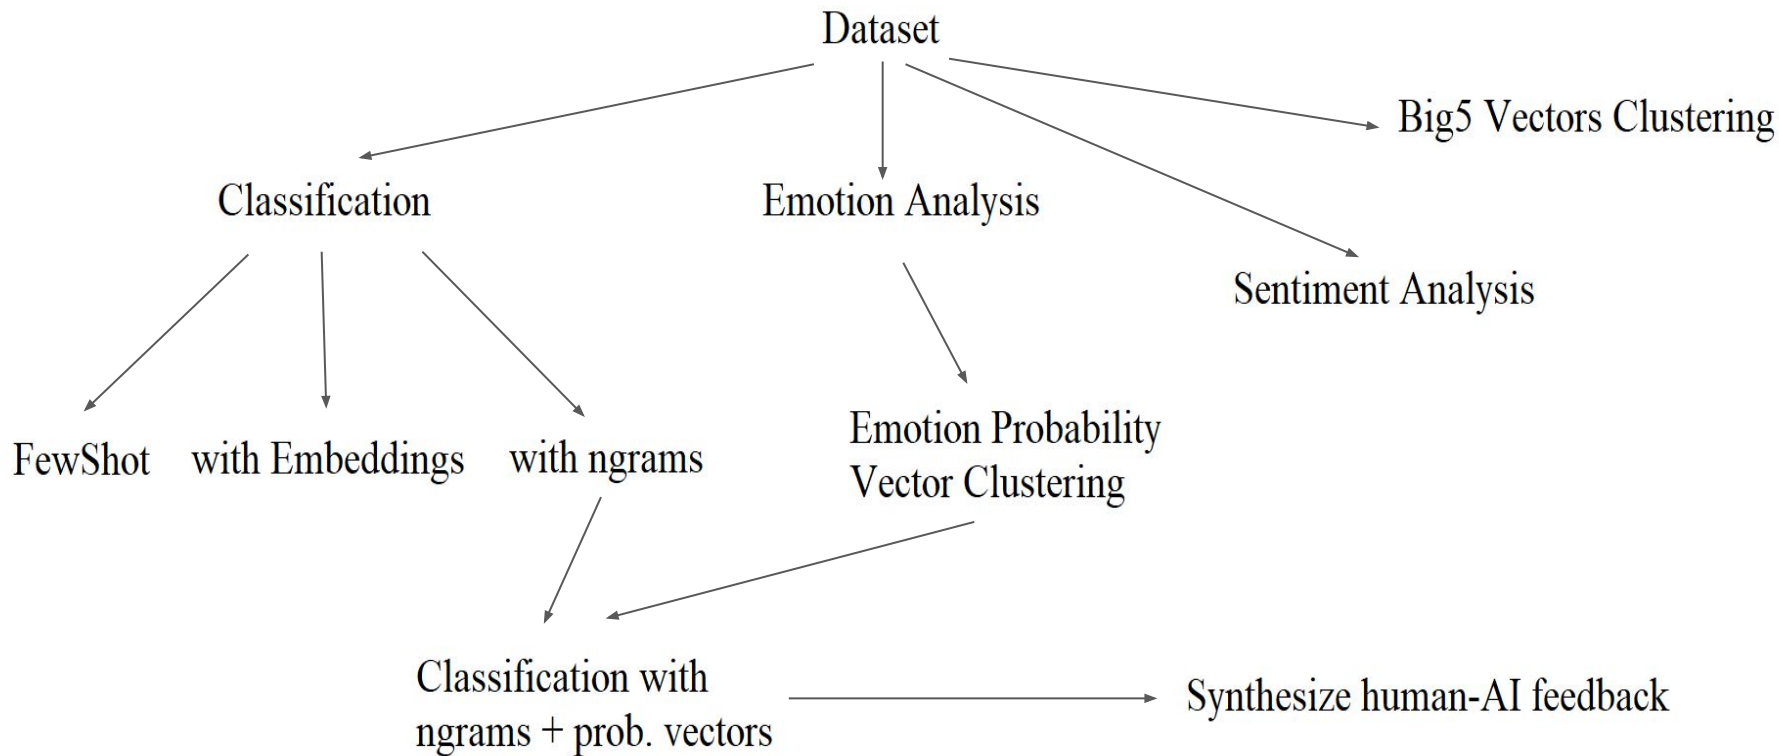 Dataset
Big5 Vectors Clustering
Classification
Emotion Analysis
Sentiment Analysis
FewShot
with Embeddings
with ngrams
Emotion Probability
Vector Clustering
Classification with
ngrams + prob. vectors
Synthesize human-AI feedback